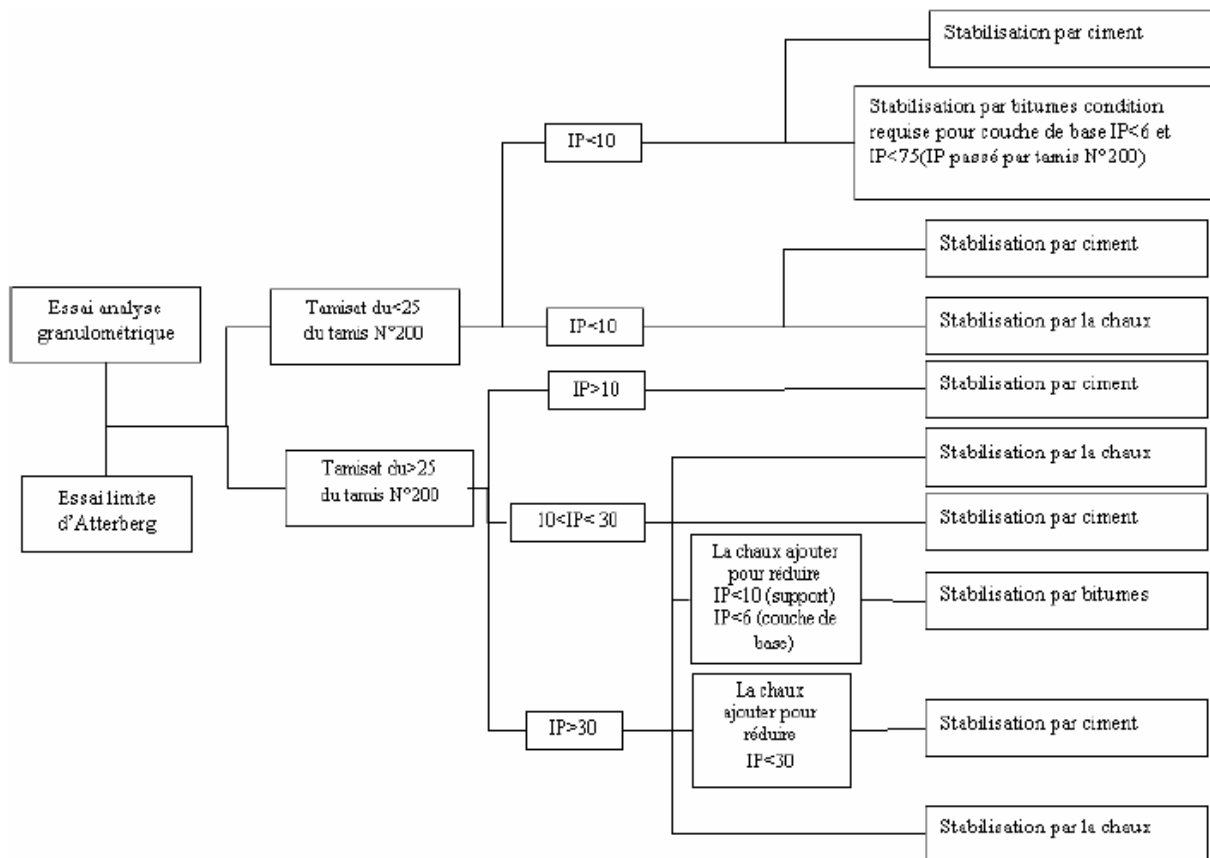 Stabilisation par ciment
Stabilisation par bitumes condition
requise pour couche de base IP<6 et
IP<75(IP passé par tamis N°200)
IP<10
Stabilisation par ciment
Essai analyse
granulométrique
Tamisat du<25
du tamis N°200
IP<10
Stabilisation par la chaux
IP>10
Stabilisation par ciment
Essai limite
d'Atterberg
Tamisat du>25
du tamis N°200
Stabilisation par la chaux
10<IP< 30
Stabilisation par ciment
La chaux ajouter
pour réduire
IP<10 (support)
IP<6 (couche de
base)
Stabilisation par bitumes
IP>30
La chaux
ajouter pour
réduire
IP<30
Stabilisation par ciment
Stabilisation par la chaux